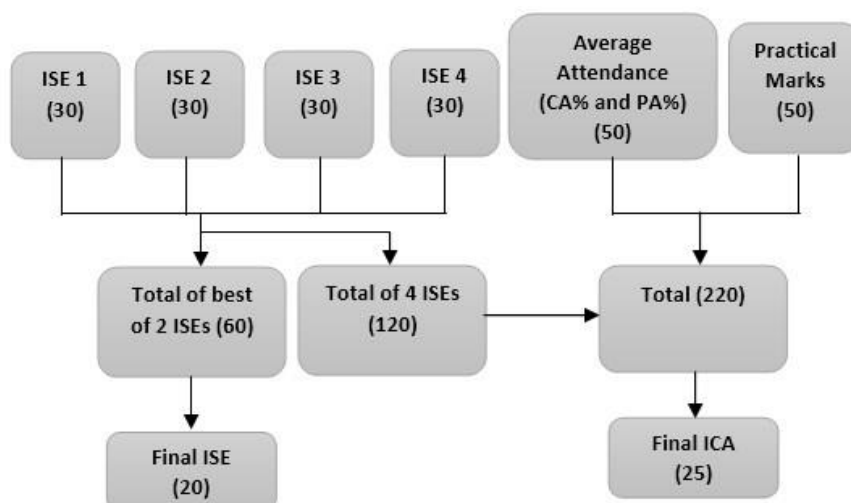 ISE 1
(30)
ISE 2
(30)
ISE 3
(30)
ISE 4
(30)
Average
Attendance
(CA% and PA%)
(50)
Practical
Marks
(50)
Total of best
of 2 ISEs (60)
Total of 4 ISEs
(120)
Total (220)
Final ISE
(20)
Final ICA
(25)